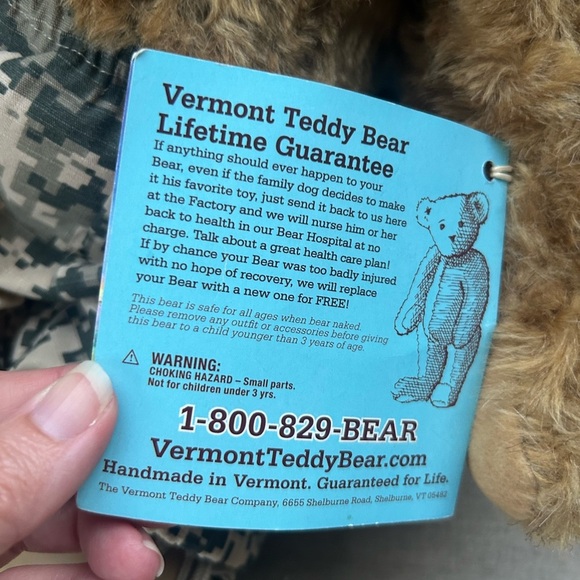 Vermont Teddy Bear
Lifetime Guarantee
If anything should ever happen to your
Bear, even if the family dog decides to make
it his favorite toy, just send it back to us here
at the Factory and we will nurse him or her
back to health in our Bear Hospital at no
charge. Talk about a great health care plan!
If by chance your Bear was too badly injured
with no hope of recovery, we will replace
your Bear with a new one for FREE!
This bear is safe for all ages when bear naked.
Please remove any outfit or accessories before giving
this bear to a child younger than 3 years of age.
⚠ WARNING:
CHOKING HAZARD – Small parts.
Not for children under 3 yrs.
1-800-829-BEAR
VermontTeddyBear.com
Handmade in Vermont. Guaranteed for Life.
The Vermont Teddy Bear Company, 6655 Shelburne Road, Shelburne, VT 05482